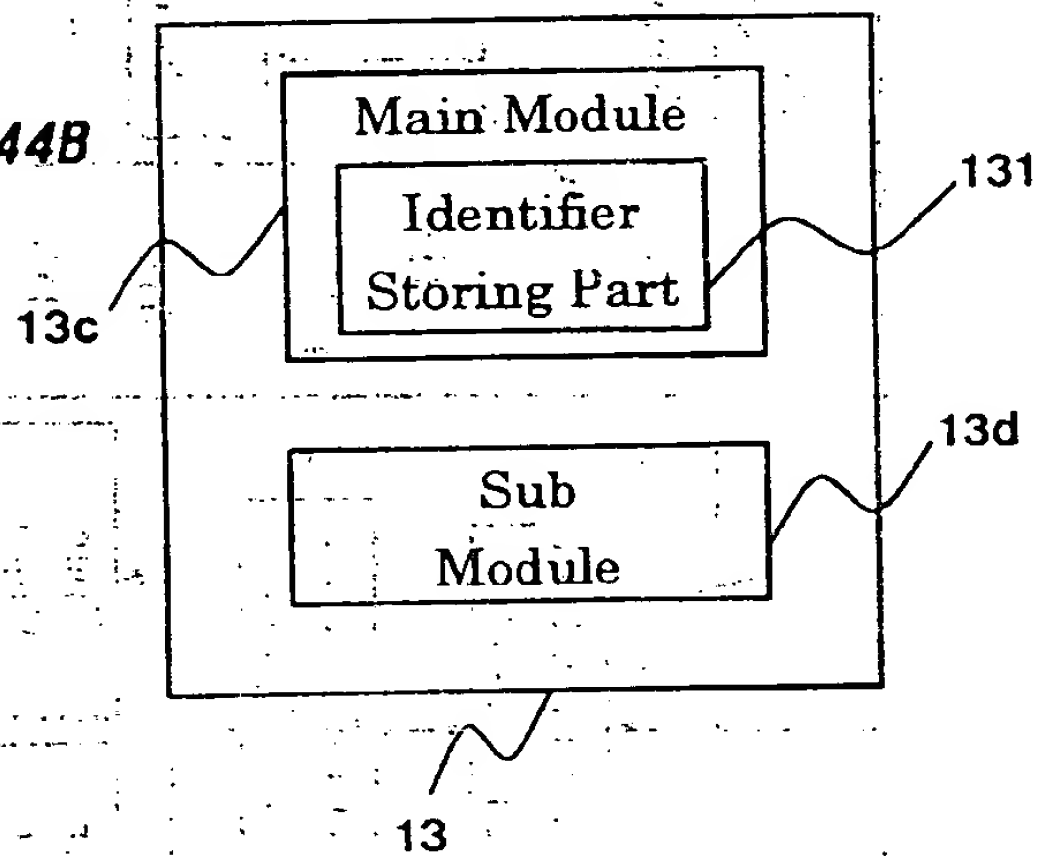 44B
Main Module
Identifier
Storing Part
131
13c
13d
Sub
Module
13